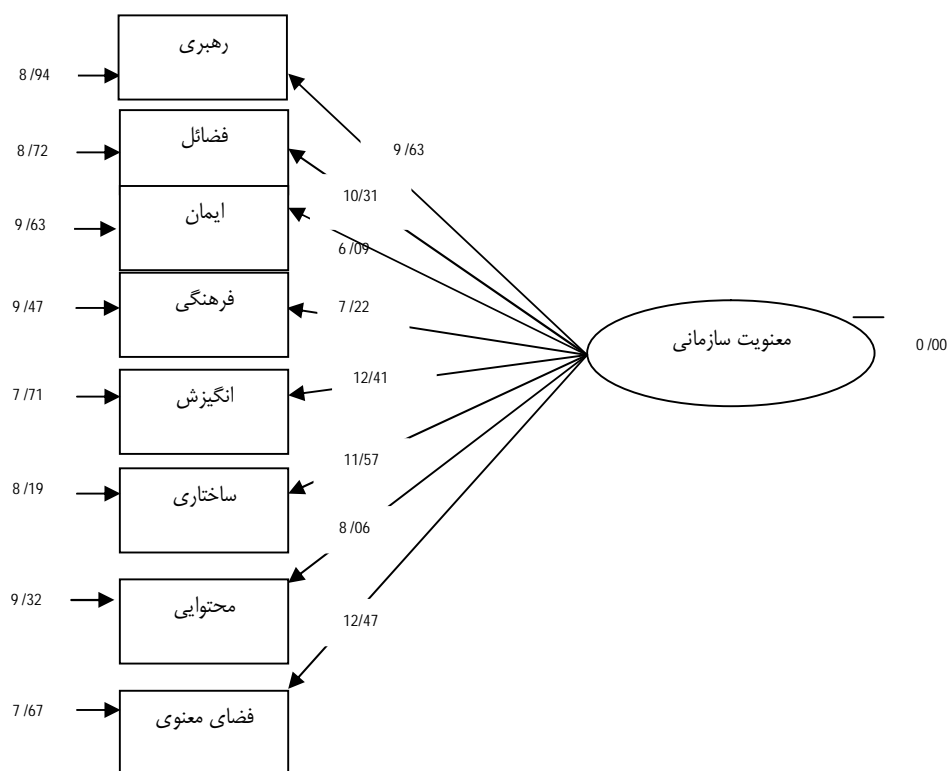 رهبری
8 /94
9 /63
فضائل
8 /72
10/31
ایمان
9 /63
6 /09
فرهنگی
9 /47
7 /22
معنویت سازمانی
0 /00
انگیزش
7 /71
12/41
ساختاری
8 /19
11/57
محتوایی
9 /32
8 /06
فضای معنوی
7 /67
12/47